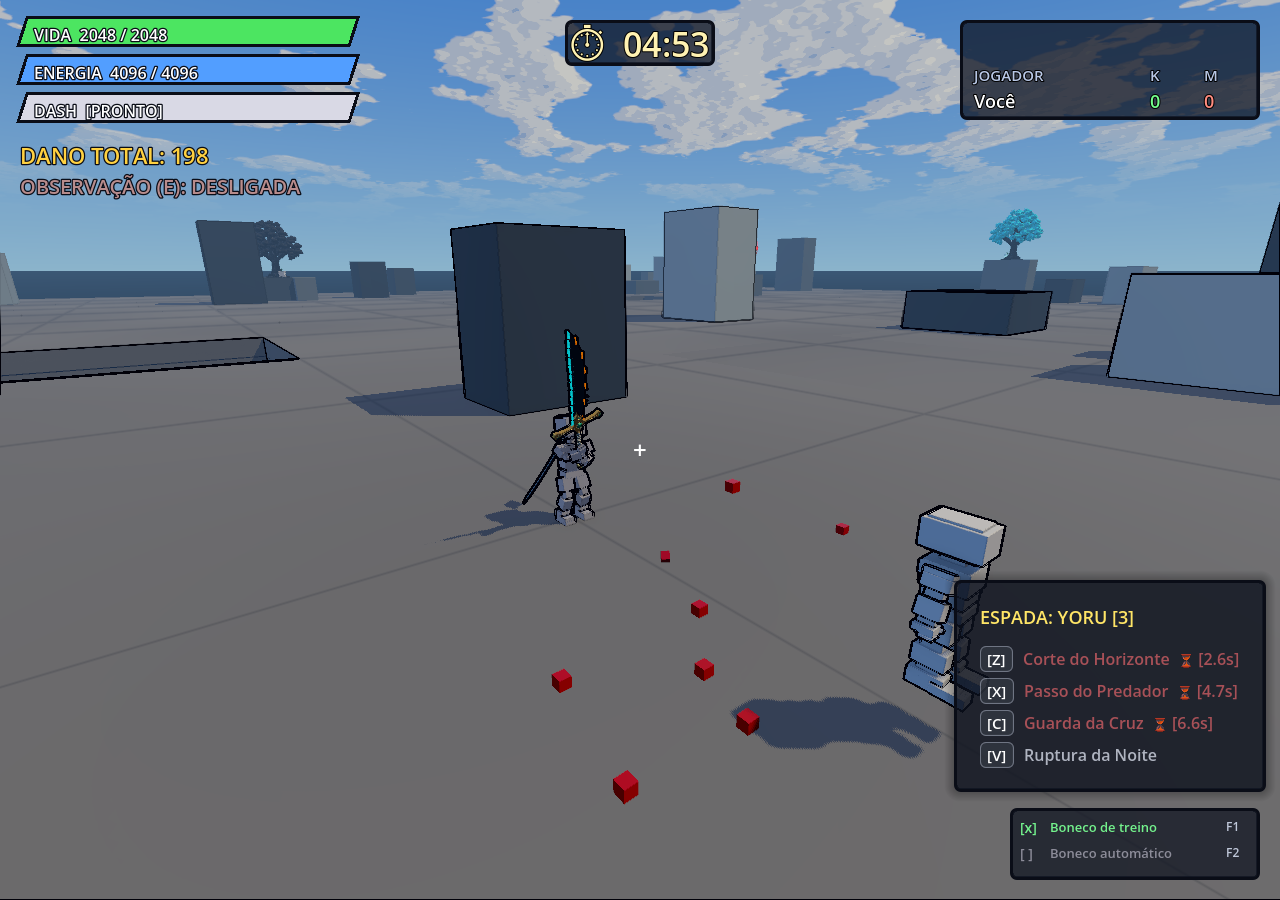 VIDA 2048 / 2048
ENERGIA 4096 / 4096
DASH [PRONTO]
DANO TOTAL: 198
OBSERVAÇÃO (E): DESLIGADA
04:53
JOGADOR K M
Você 0 0
ESPADA: YORU [3]
[Z] Corte do Horizonte ⏳ [2.6s]
[X] Passo do Predador ⏳ [4.7s]
[C] Guarda da Cruz ⏳ [6.6s]
[V] Ruptura da Noite
[x] Boneco de treino F1
[ ] Boneco automático F2